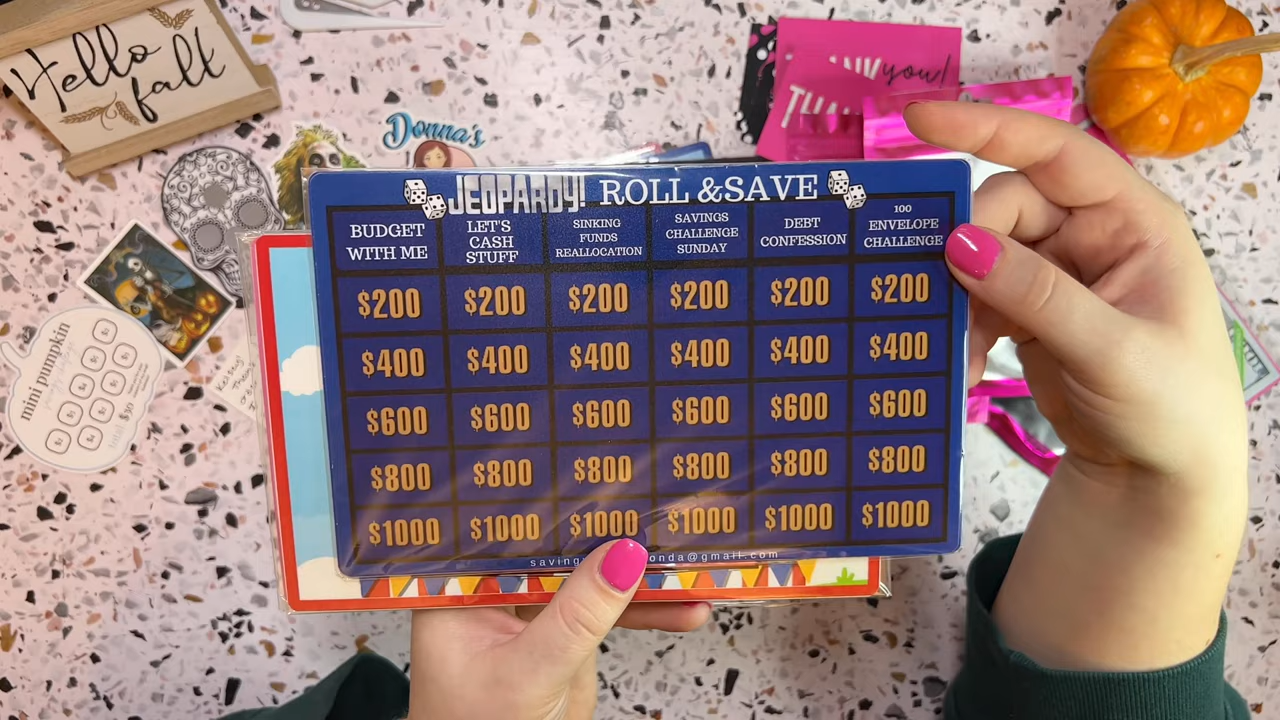 Hello
fall
Donna's
you!
mini pumpkin
JEOPARDY! ROLL &SAVE
BUDGET
WITH ME
LET'S
CASH
STUFF
SINKING
FUNDS
REALLOCATION
SAVINGS
CHALLENGE
SUNDAY
DEBT
CONFESSION
100
ENVELOPE
CHALLENGE
$200 $200 $200 $200 $200 $200
$400 $400 $400 $400 $400 $400
$600 $600 $600 $600 $600 $600
$800 $800 $800 $800 $800 $800
$1000 $1000 $1000 $1000 $1000 $1000